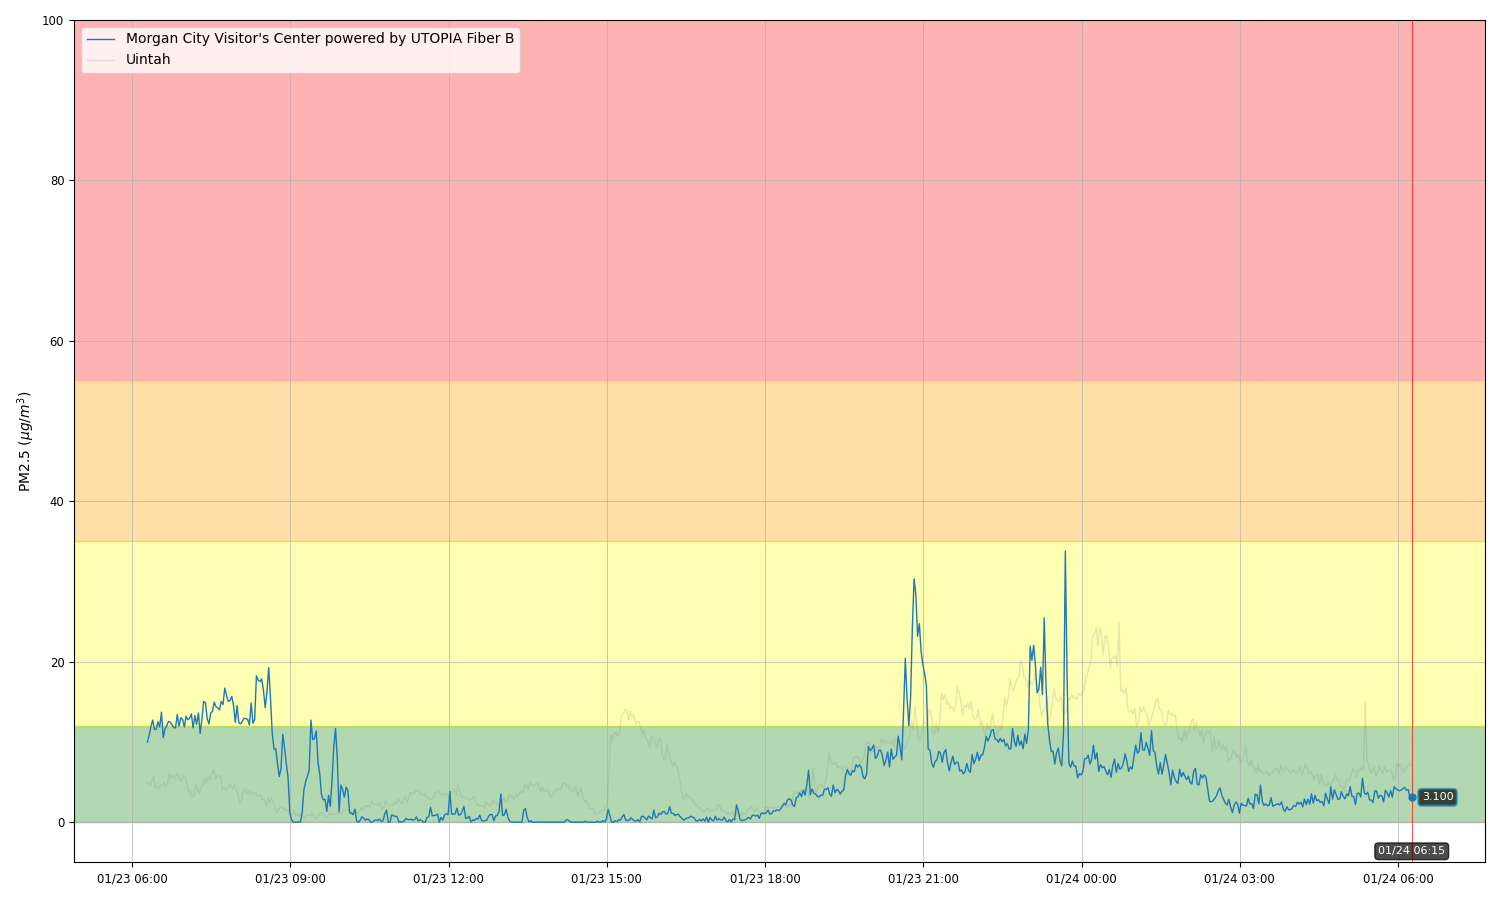 100
Morgan City Visitor's Center powered by UTOPIA Fiber B
Uintah
80
60
PM2.5 (μg/m³)
40
20
3.100
0
01/24 06:15
01/23 06:00 01/23 09:00 01/23 12:00 01/23 15:00 01/23 18:00 01/23 21:00 01/24 00:00 01/24 03:00 01/24 06:00